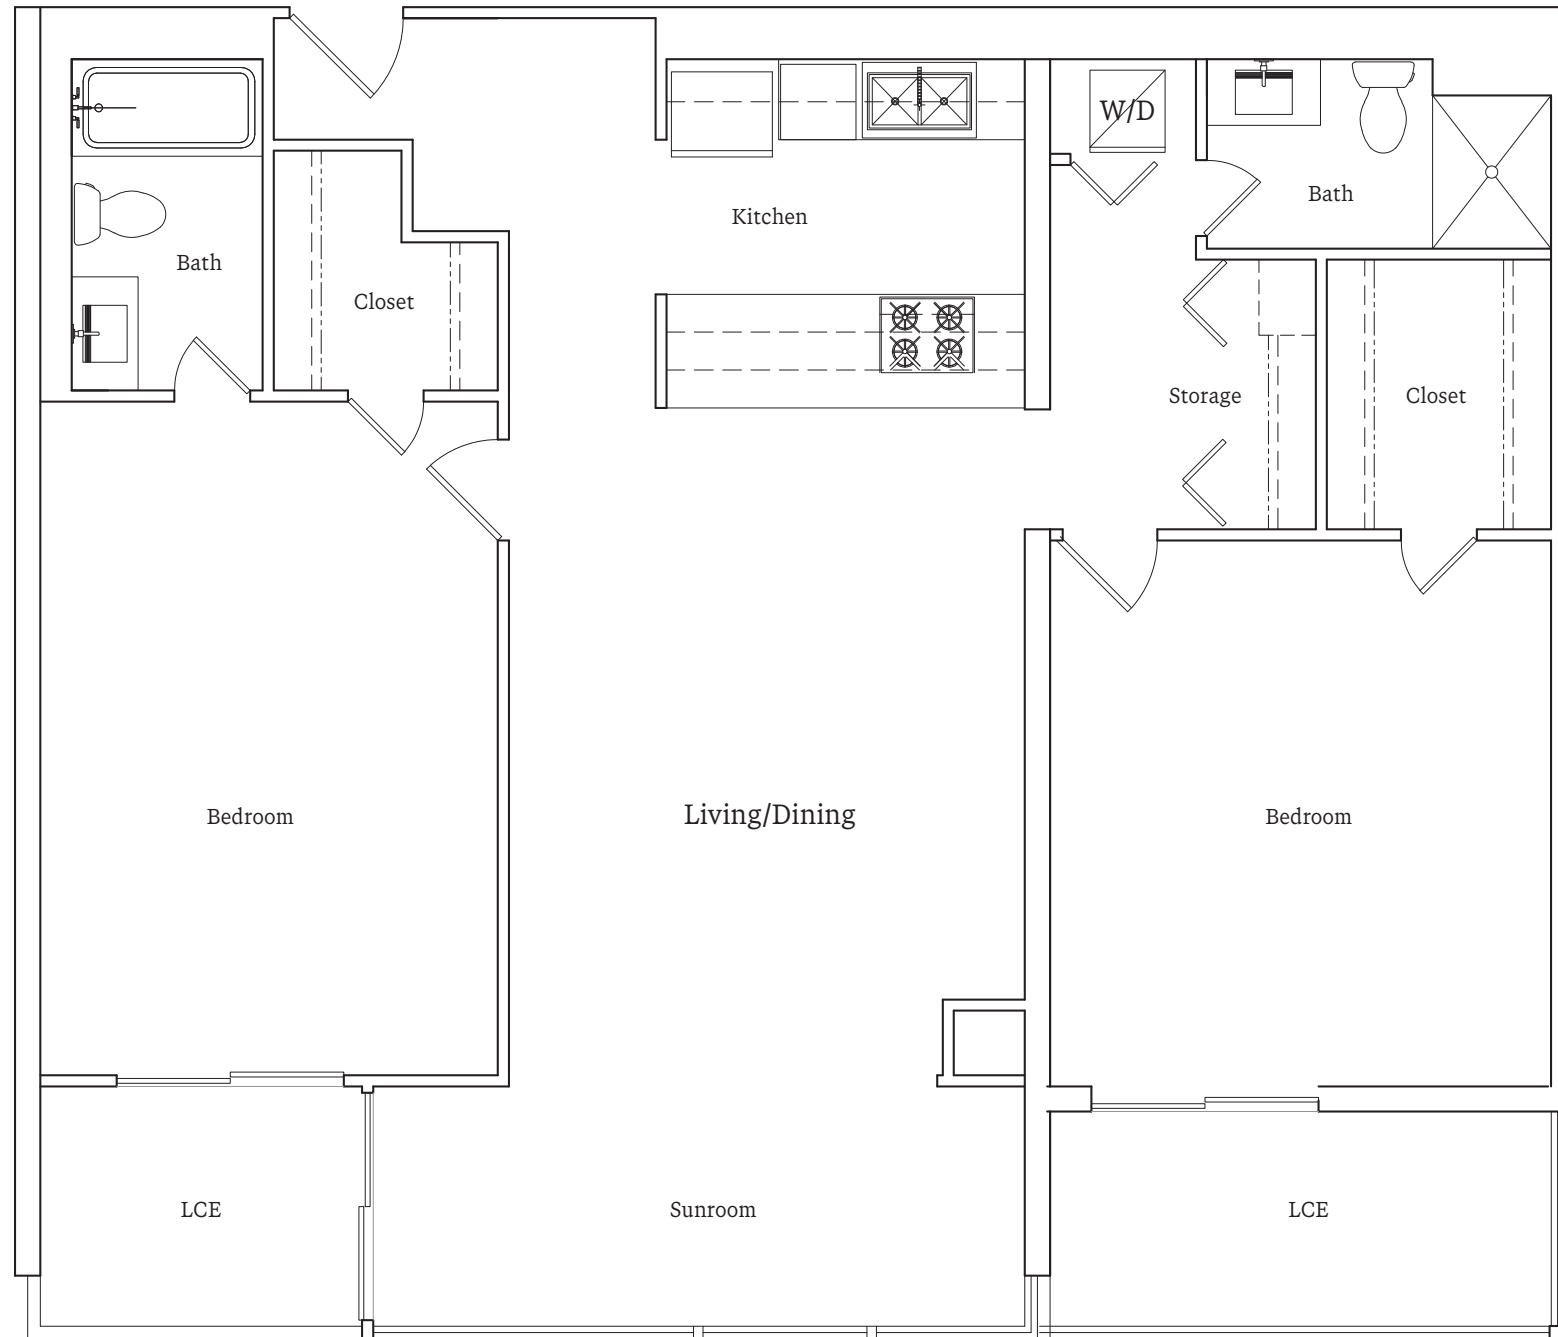 W/D
Bath
Kitchen
Bath
Closet
Storage
Closet
Bedroom
Living/Dining
Bedroom
LCE
Sunroom
LCE